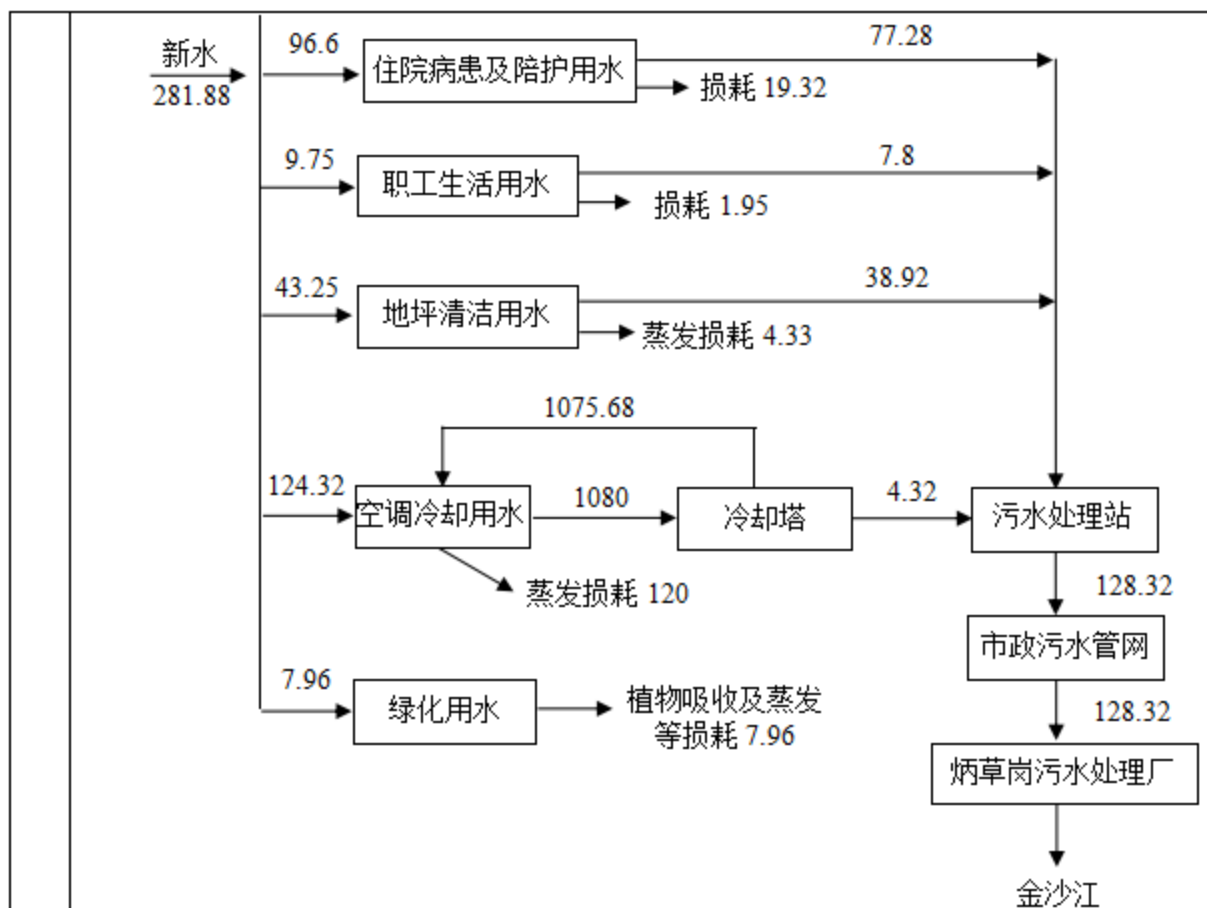 新水
281.88
96.6
住院病患及陪护用水
77.28
损耗 19.32
9.75
职工生活用水
7.8
损耗 1.95
43.25
地坪清洁用水
38.92
蒸发损耗 4.33
1075.68
124.32
空调冷却用水
1080
冷却塔
4.32
污水处理站
蒸发损耗 120
128.32
市政污水管网
7.96
绿化用水
植物吸收及蒸发
等损耗 7.96
128.32
炳草岗污水处理厂
金沙江